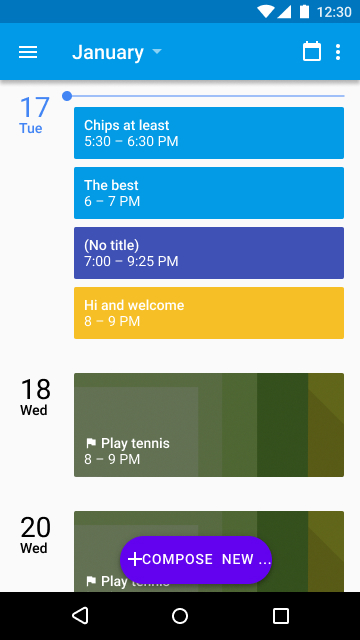 12:30
January
17
Tue
Chips at least
5:30 – 6:30 PM
The best
6 – 7 PM
(No title)
7:00 – 9:25 PM
Hi and welcome
8 – 9 PM
18
Wed
Play tennis
8 – 9 PM
20
Wed
Play tennis
COMPOSE NEW ...